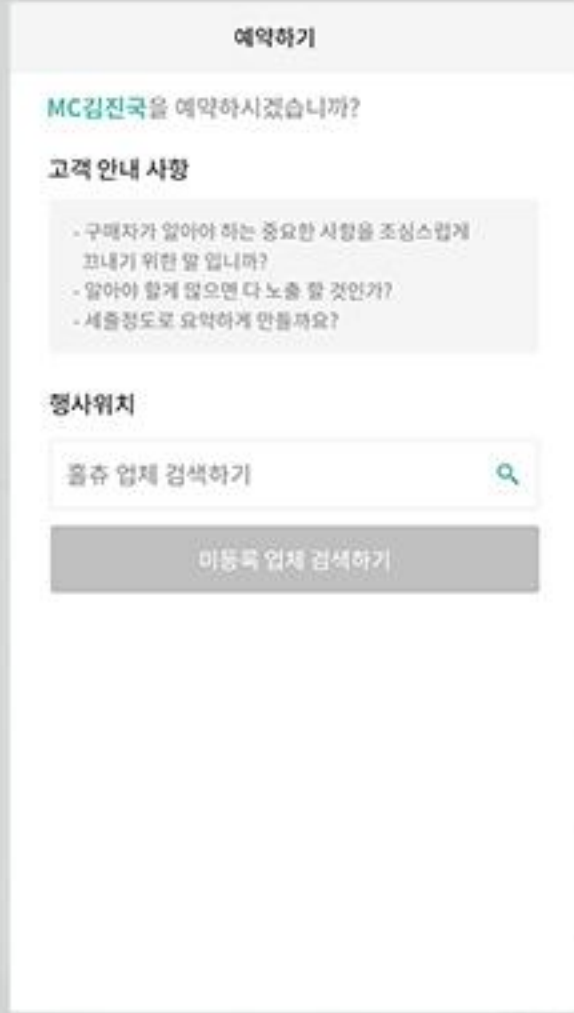 예약하기
MC김진국을 예약하시겠습니까?
고객 안내 사항
- 구매자가 알아야 하는 중요한 사항을 조심스럽게
끄내기 위한 말 입니까?
- 알아야 할게 많으면 다 노출 할 것인가?
- 세줄정도로 요약하게 만들까요?
행사위치
홀츄 업체 검색하기
미등록 업체 검색하기